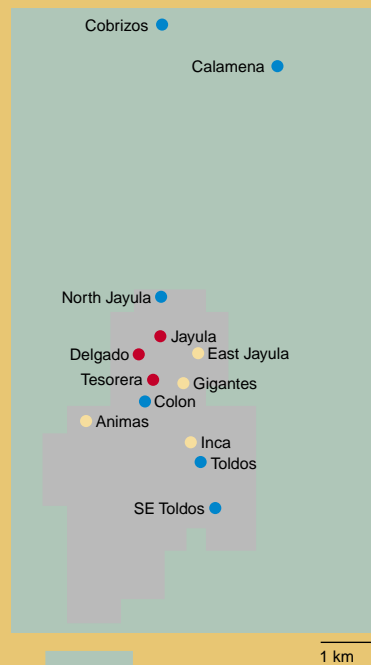 Cobrizos
Calamena
North Jayula
Jayula
East Jayula
Delgado
Tesorera
Gigantes
Colon
Animas
Inca
Toldos
SE Toldos
1 km